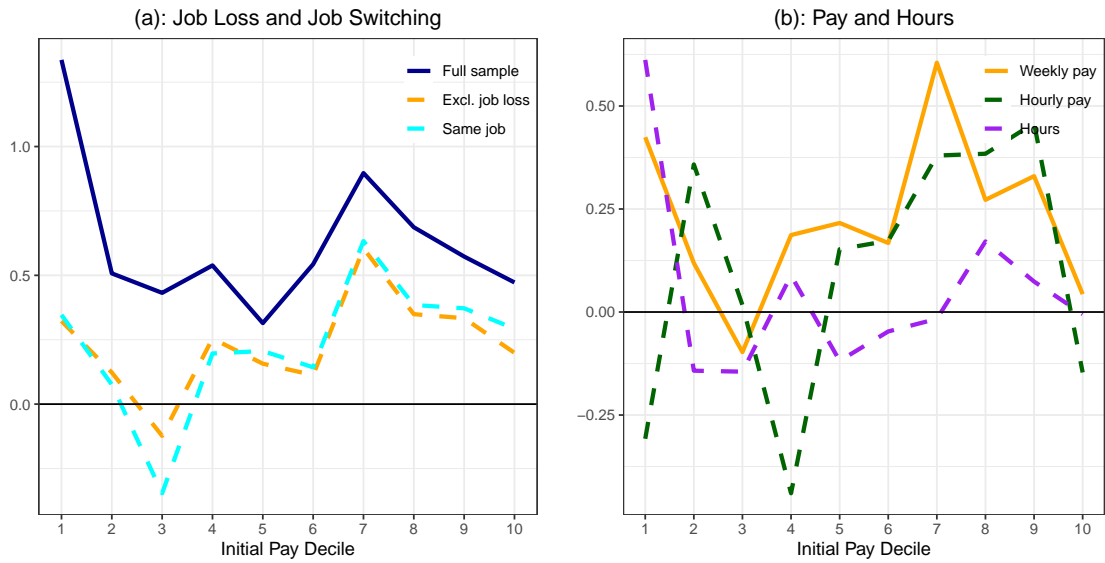 (a): Job Loss and Job Switching
Full sample
Excl. job loss
Same job
1.0
0.5
0.0
1 2 3 4 5 6 7 8 9 10
Initial Pay Decile
(b): Pay and Hours
Weekly pay
Hourly pay
Hours
0.50
0.25
0.00
−0.25
1 2 3 4 5 6 7 8 9 10
Initial Pay Decile